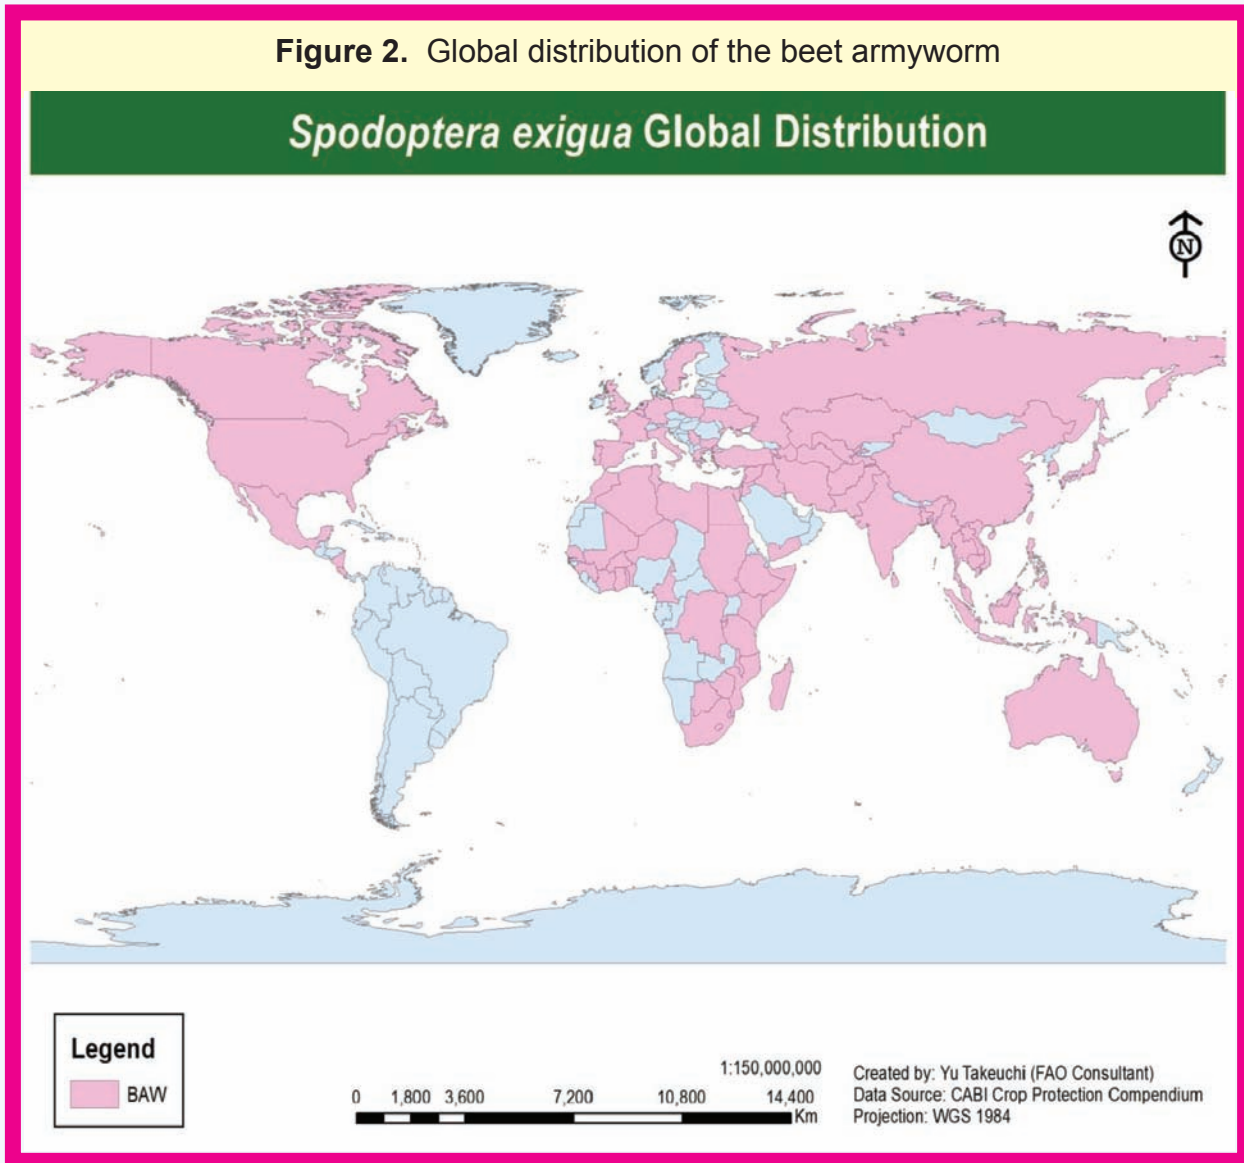 Figure 2. Global distribution of the beet armyworm
Spodoptera exigua Global Distribution
N
Legend
BAW
1:150,000,000
0 1,800 3,600 7,200 10,800 14,400
Km
Created by: Yu Takeuchi (FAO Consultant)
Data Source: CABI Crop Protection Compendium
Projection: WGS 1984